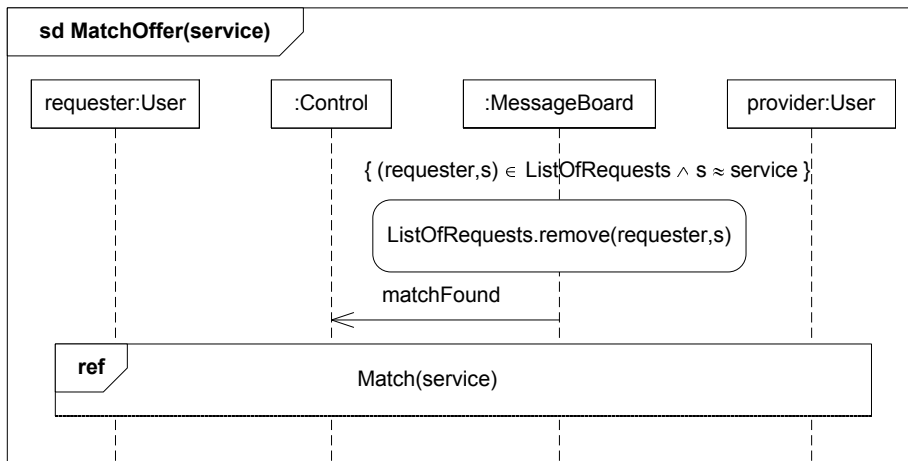 sd MatchOffer(service)
requester:User
:Control
:MessageBoard
provider:User
{ (requester,s) ∈ ListOfRequests ∧ s ≈ service }
ListOfRequests.remove(requester,s)
matchFound
ref
Match(service)